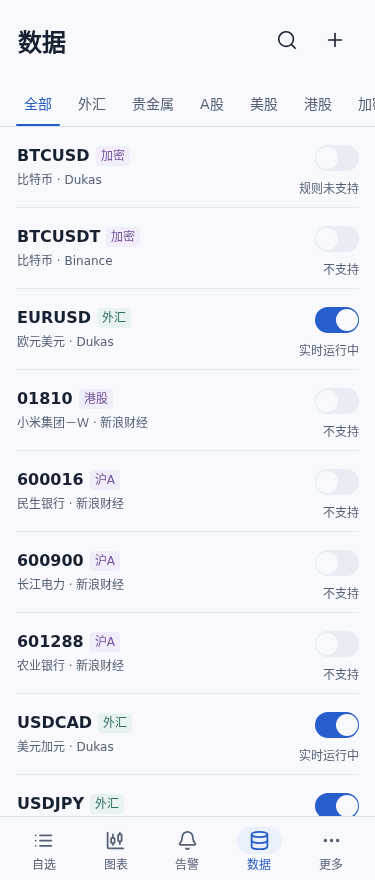 数据
全部 外汇 贵金属 A股 美股 港股
BTCUSD 加密
比特币 · Dukas
规则未支持
BTCUSDT 加密
比特币 · Binance
不支持
EURUSD 外汇
欧元美元 · Dukas
实时运行中
01810 港股
小米集团－W · 新浪财经
不支持
600016 沪A
民生银行 · 新浪财经
不支持
600900 沪A
长江电力 · 新浪财经
不支持
601288 沪A
农业银行 · 新浪财经
不支持
USDCAD 外汇
美元加元 · Dukas
实时运行中
USDJPY 外汇
自选 图表 告警 数据 更多